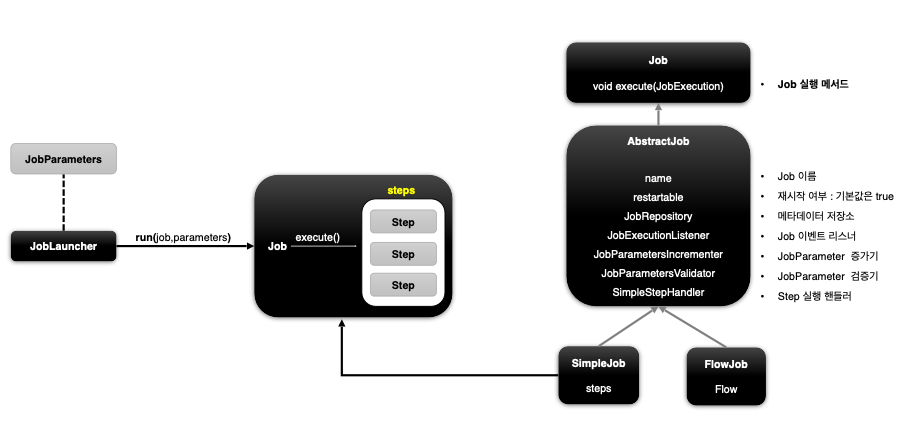 JobParameters
JobLauncher
run(job,parameters)
steps
Job
execute()
Step
Step
Step
Job
void execute(JobExecution)
• Job 실행 메서드
AbstractJob
name
• Job 이름
restartable
• 재시작 여부 : 기본값은 true
JobRepository
• 메타데이터 저장소
JobExecutionListener
• Job 이벤트 리스너
JobParametersIncrementer
• JobParameter 증가기
JobParametersValidator
• JobParameter 검증기
SimpleStepHandler
• Step 실행 핸들러
SimpleJob
steps
FlowJob
Flow